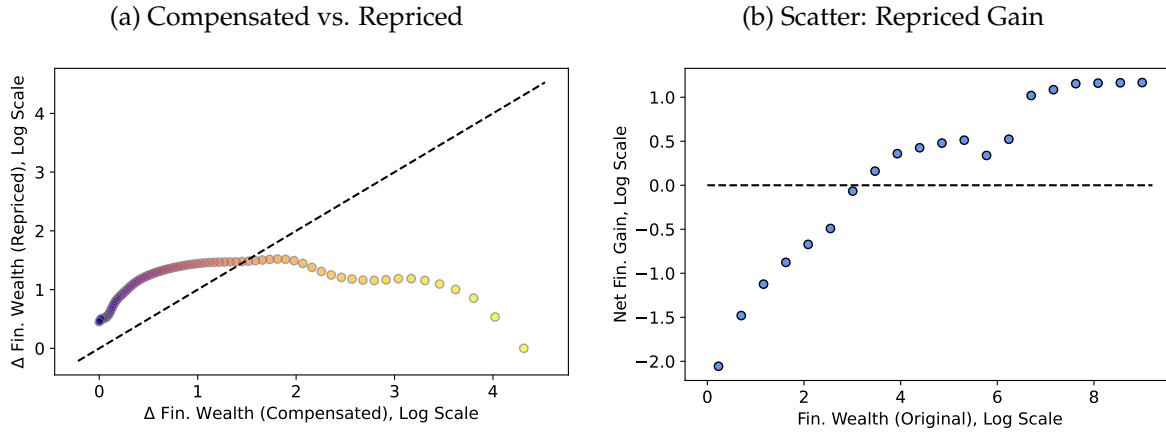 (a) Compensated vs. Repriced
Δ Fin. Wealth (Repriced), Log Scale
4
3
2
1
0
0 1 2 3 4
Δ Fin. Wealth (Compensated), Log Scale
(b) Scatter: Repriced Gain
Net Fin. Gain, Log Scale
1.0
0.5
0.0
−0.5
−1.0
−1.5
−2.0
0 2 4 6 8
Fin. Wealth (Original), Log Scale